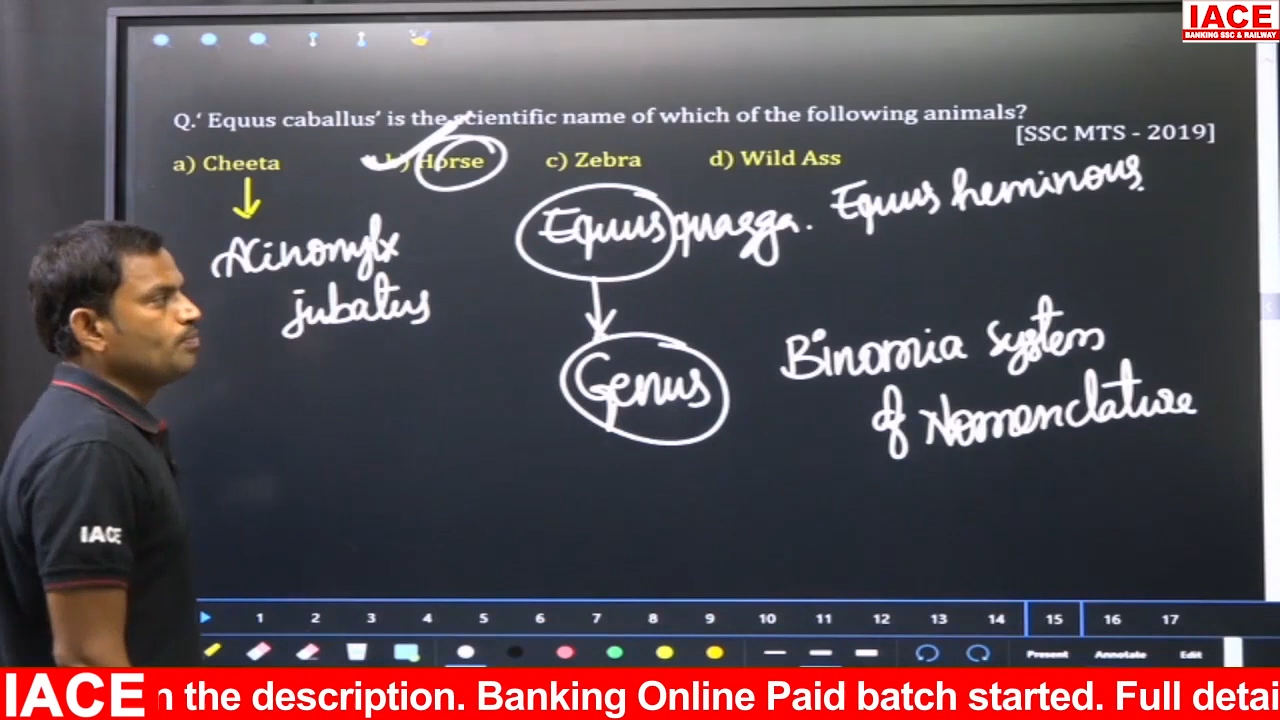 IACE
BANKING SSC & RAILWAY
Q.‘ Equus caballus’ is the scientific name of which of the following animals?
[SSC MTS - 2019]
a) Cheeta b) Horse c) Zebra d) Wild Ass
Equus quagga. Equus heminous
Acinonylx
jubatus
Genus
Binomia System
of Nomenclature
IACE
1 2 3 4 5 6 7 8 9 10 11 12 13 14 15 16 17
Present Annotate Edit
IACE n the description. Banking Online Paid batch started. Full detai